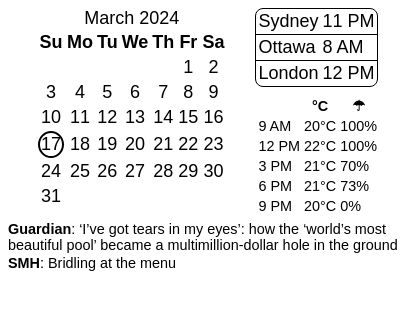 March 2024
Su Mo Tu We Th Fr Sa
1 2
3 4 5 6 7 8 9
10 11 12 13 14 15 16
17 18 19 20 21 22 23
24 25 26 27 28 29 30
31
Sydney 11 PM
Ottawa 8 AM
London 12 PM
°C ☂
9 AM 20°C 100%
12 PM 22°C 100%
3 PM 21°C 70%
6 PM 21°C 73%
9 PM 20°C 0%
Guardian: ‘I’ve got tears in my eyes’: how the ‘world’s most
beautiful pool’ became a multimillion-dollar hole in the ground
SMH: Bridling at the menu